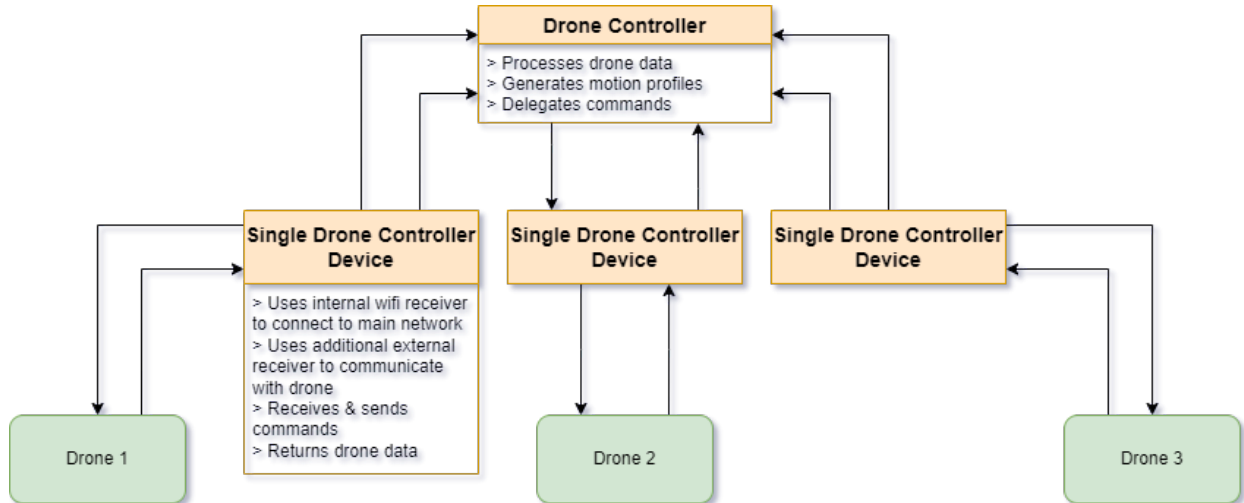 Drone Controller
> Processes drone data
> Generates motion profiles
> Delegates commands
Single Drone Controller
Device
> Uses internal wifi receiver
to connect to main network
> Uses additional external
receiver to communicate
with drone
> Receives & sends
commands
> Returns drone data
Single Drone Controller
Device
Single Drone Controller
Device
Drone 1
Drone 2
Drone 3